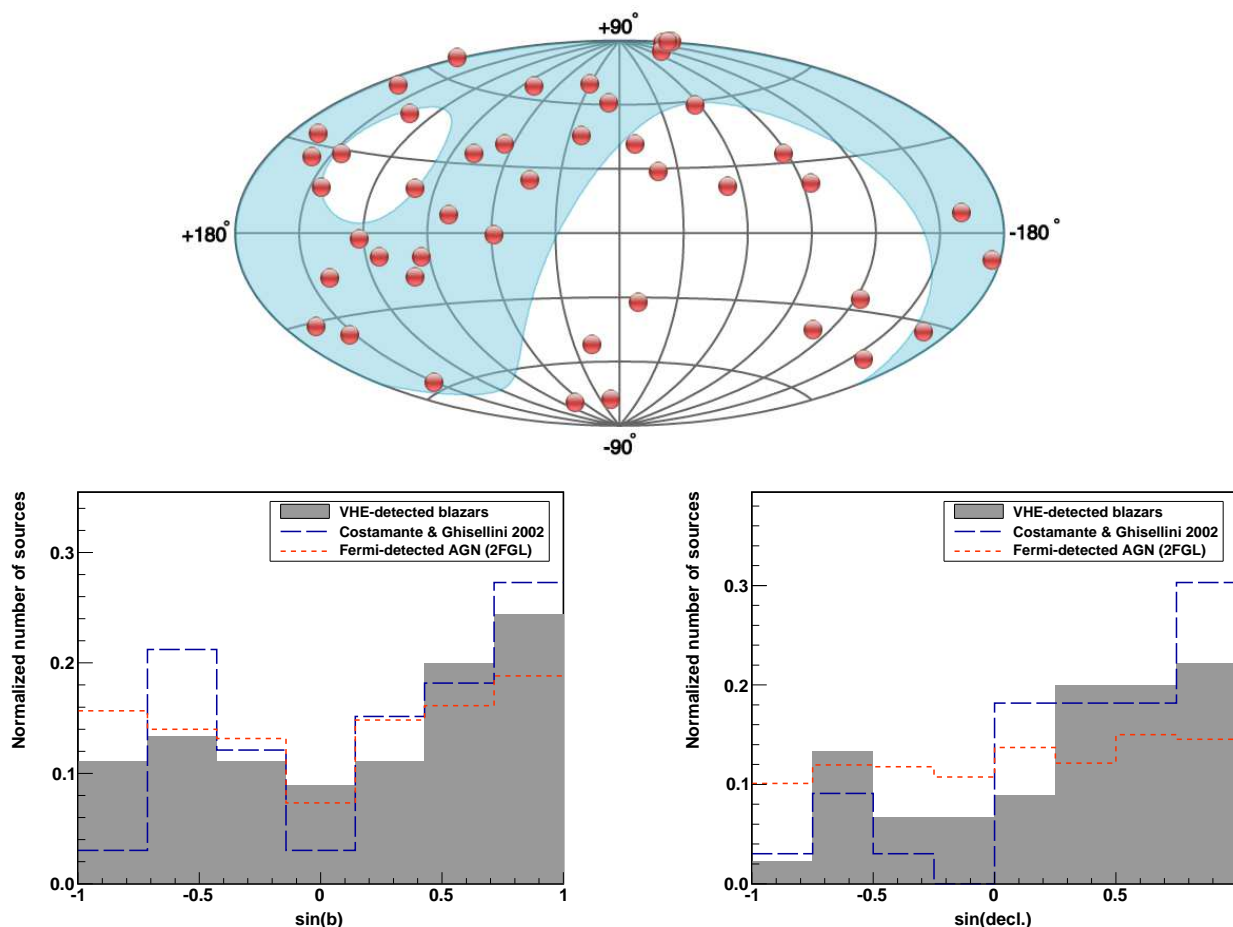 +90°
+180°
-180°
-90°
Normalized number of sources
VHE-detected blazars
Costamante & Ghisellini 2002
Fermi-detected AGN (2FGL)
0.3
0.2
0.1
0.0
-1 -0.5 0 0.5 1
sin(b)
Normalized number of sources
VHE-detected blazars
Costamante & Ghisellini 2002
Fermi-detected AGN (2FGL)
0.3
0.2
0.1
0.0
-1 -0.5 0 0.5
sin(decl.)